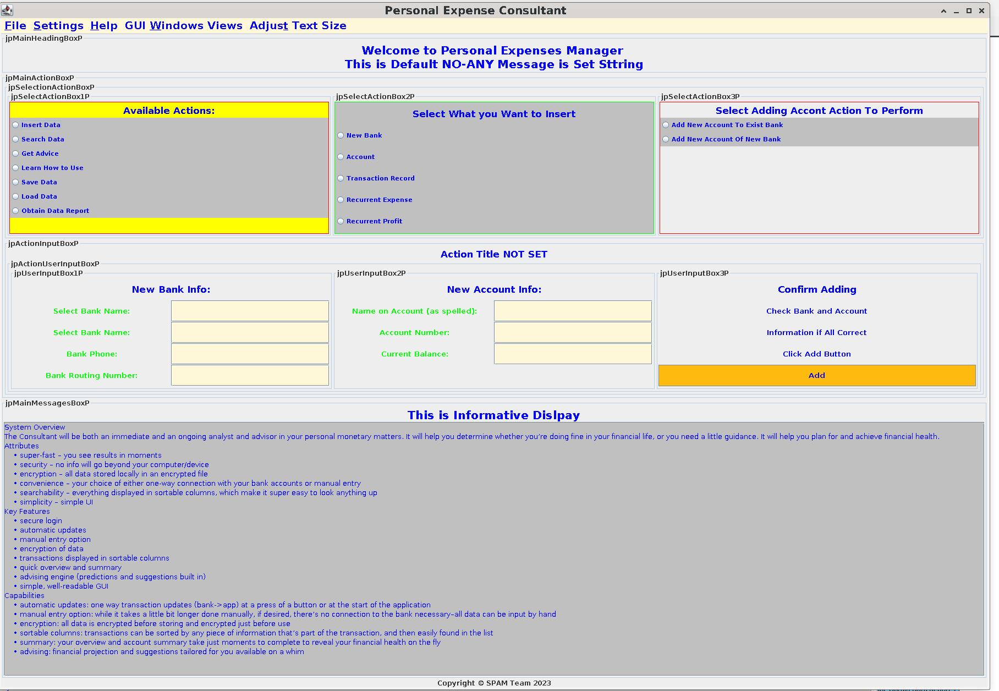 Personal Expense Consultant
File Settings Help GUI Windows Views Adjust Text Size
jpMainHeadingBoxP
Welcome to Personal Expenses Manager
This is Default NO-ANY Message is Set Sttring
jpMainActionBoxP
jpSelectionActionBoxP
jpSelectActionBox1P
Available Actions:
Insert Data
Search Data
Get Advice
Learn How to Use
Save Data
Load Data
Obtain Data Report
jpSelectActionBox2P
Select What you Want to Insert
New Bank
Account
Transaction Record
Recurrent Expense
Recurrent Profit
jpSelectActionBox3P
Select Adding Accont Action To Perform
Add New Account To Exist Bank
Add New Account Of New Bank
jpActionInputBoxP
Action Title NOT SET
jpActionUserInputBoxP
jpUserInputBox1P
New Bank Info:
Select Bank Name:
Select Bank Name:
Bank Phone:
Bank Routing Number:
jpUserInputBox2P
New Account Info:
Name on Account (as spelled):
Account Number:
Current Balance:
jpUserInputBox3P
Confirm Adding
Check Bank and Account
Information if All Correct
Click Add Button
Add
jpMainMessagesBoxP
This is Informative Dislpay
System Overview
The Consultant will be both an immediate and an ongoing analyst and advisor in your personal monetary matters. It will help you determine whether you’re doing fine in your financial life, or you need a little guidance. It will help you plan for and achieve financial health.
Attributes
• super-fast – you see results in moments
• security – no info will go beyond your computer/device
• encryption – all data stored locally in an encrypted file
• convenience – your choice of either one-way connection with your bank accounts or manual entry
• searchability – everything displayed in sortable columns, which make it super easy to look anything up
• simplicity – simple UI
Key Features
• secure login
• automatic updates
• manual entry option
• encryption of data
• transactions displayed in sortable columns
• quick overview and summary
• advising engine (predictions and suggestions built in)
• simple, well-readable GUI
Capabilities
• automatic updates: one way transaction updates (bank->app) at a press of a button or at the start of the application
• manual entry option: while it takes a little bit longer done manually, if desired, there’s no connection to the bank necessary–all data can be input by hand
• encryption: all data is encrypted before storing and encrypted just before use
• sortable columns: transactions can be sorted by any piece of information that’s part of the transaction, and then easily found in the list
• summary: your overview and account summary take just moments to complete to reveal your financial health on the fly
• advising: financial projection and suggestions tailored for you available on a whim
Copyright © SPAM Team 2023